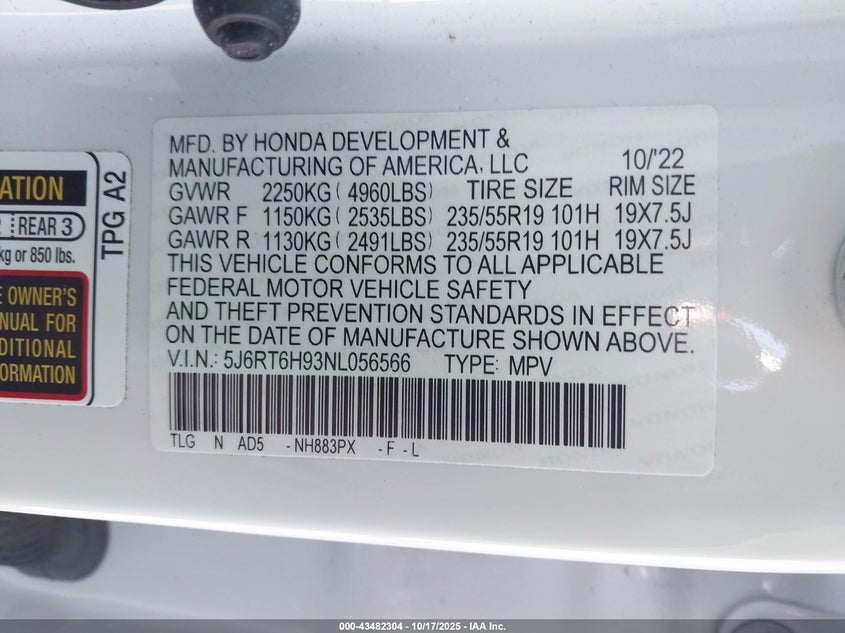 ATION
REAR 3
kg or 850 lbs.
E OWNER'S
NUAL FOR
DITIONAL
ORMATION
TPG A2
MFD. BY HONDA DEVELOPMENT &
MANUFACTURING OF AMERICA, LLC 10/'22
GVWR 2250KG ( 4960LBS) TIRE SIZE RIM SIZE
GAWR F 1150KG ( 2535LBS) 235/55R19 101H 19X7.5J
GAWR R 1130KG ( 2491LBS) 235/55R19 101H 19X7.5J
THIS VEHICLE CONFORMS TO ALL APPLICABLE
FEDERAL MOTOR VEHICLE SAFETY
AND THEFT PREVENTION STANDARDS IN EFFECT
ON THE DATE OF MANUFACTURE SHOWN ABOVE.
V.I.N.: 5J6RT6H93NL056566 TYPE: MPV
TLG N AD5 -NH883PX -F-L
000-43482304 - 10/17/2025 - IAA Inc.